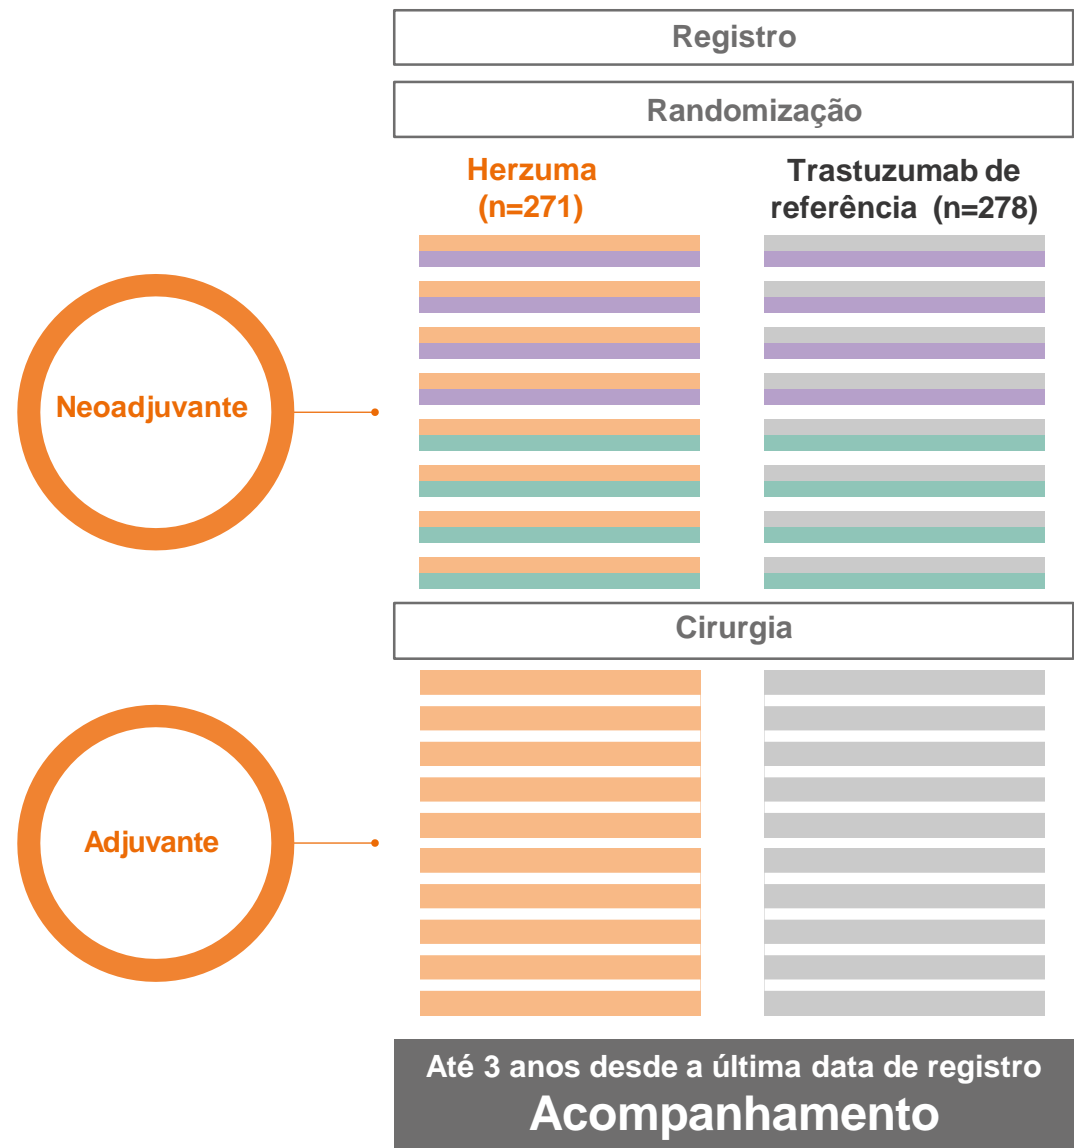 Registro
Randomização
Herzuma
(n=271)
Trastuzumab de
referência (n=278)
Neoadjuvante
Cirurgia
Adjuvante
Até 3 anos desde a última data de registro
Acompanhamento